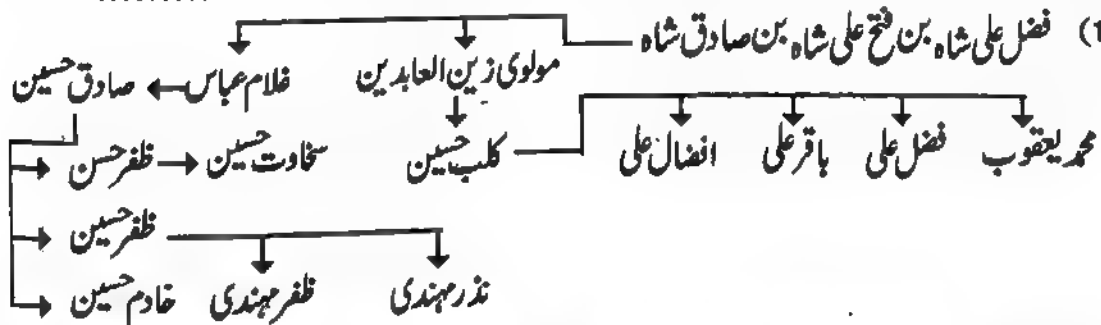 (1 فضل علی شاہ بن فتح علی شاہ بن صادق شاہ
مولوی زین العابدین غلام عباس صادق حسین
محمد یعقوب فضل علی باقر علی افضال علی کلب حسین سخاوت حسین ظفر حسن
ظفر حسین
نذر مہندی ظفر مہندی خادم حسین